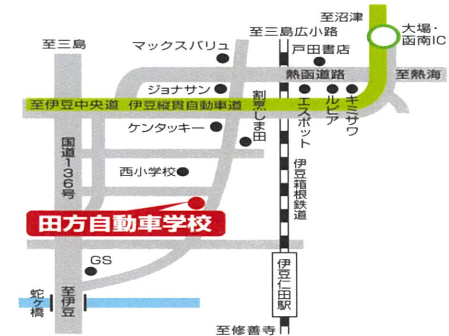 至沼津
至三島広小路
大場・
函南IC
至三島
マックスバリュ
戸田書店
熱函道路
至熱海
ジョナサン
至伊豆中央道
伊豆縦貫自動車道
割烹しま田
エスポット
ルピア
キミサワ
ケンタッキー
国道136号
西小学校
伊豆箱根鉄道
田方自動車学校
GS
伊豆仁田駅
蛇ヶ橋
至伊豆
至修善寺